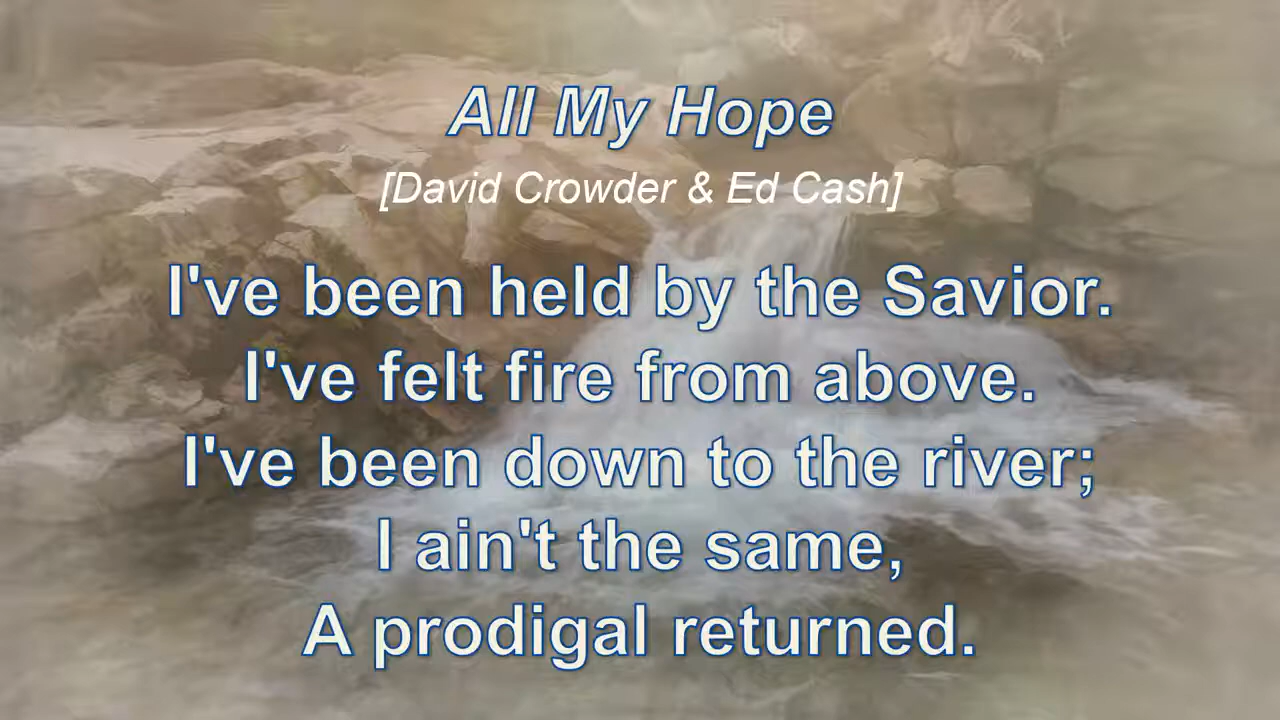 All My Hope
[David Crowder & Ed Cash]
I've been held by the Savior.
I've felt fire from above.
I've been down to the river;
I ain't the same,
A prodigal returned.